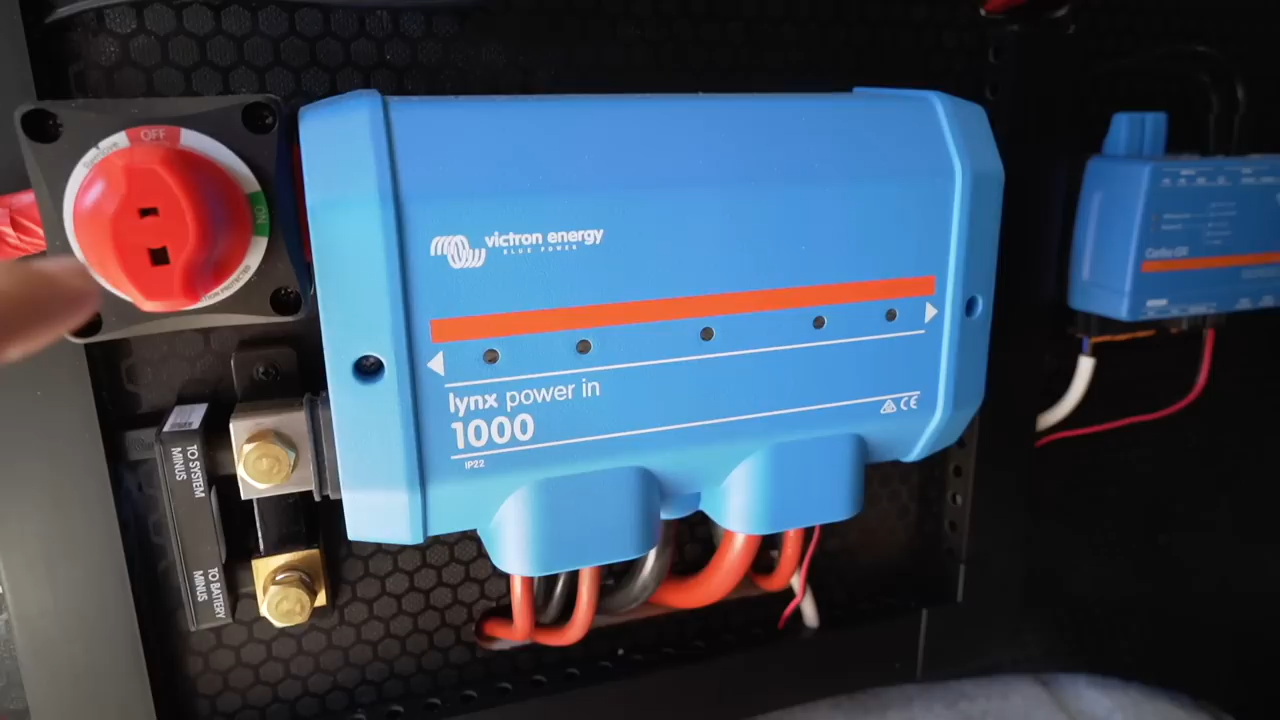 OFF
Remove
ON
victron energy
BLUE POWER
lynx power in
1000
IP22
CE
TO SYSTEM
MINUS
TO BATTERY
MINUS
Cerbo GX